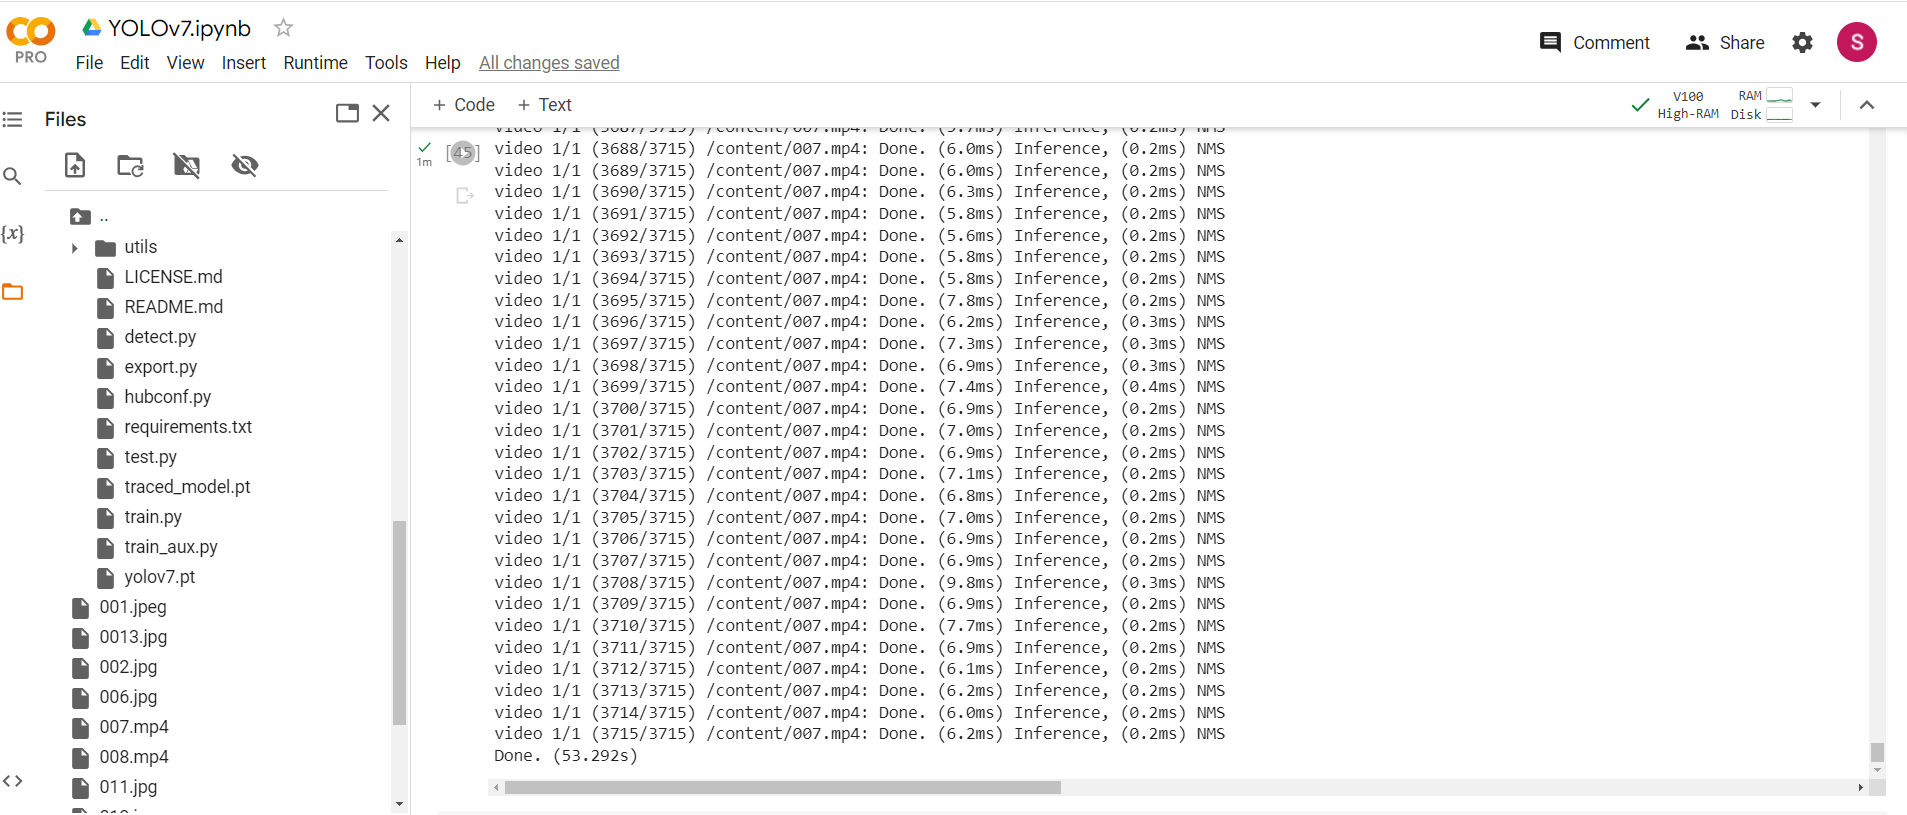 YOLOv7.ipynb
PRO
File Edit View Insert Runtime Tools Help All changes saved
Comment Share S
Files
+ Code + Text
V100
High-RAM
RAM
Disk
{x}
..
utils
LICENSE.md
README.md
detect.py
export.py
hubconf.py
requirements.txt
test.py
traced_model.pt
train.py
train_aux.py
yolov7.pt
001.jpeg
0013.jpg
002.jpg
006.jpg
007.mp4
008.mp4
011.jpg
1m
[45]
video 1/1 (3687/3715) /content/007.mp4: Done. (5.7ms) Inference, (0.2ms) NMS
video 1/1 (3688/3715) /content/007.mp4: Done. (6.0ms) Inference, (0.2ms) NMS
video 1/1 (3689/3715) /content/007.mp4: Done. (6.0ms) Inference, (0.2ms) NMS
video 1/1 (3690/3715) /content/007.mp4: Done. (6.3ms) Inference, (0.2ms) NMS
video 1/1 (3691/3715) /content/007.mp4: Done. (5.8ms) Inference, (0.2ms) NMS
video 1/1 (3692/3715) /content/007.mp4: Done. (5.6ms) Inference, (0.2ms) NMS
video 1/1 (3693/3715) /content/007.mp4: Done. (5.8ms) Inference, (0.2ms) NMS
video 1/1 (3694/3715) /content/007.mp4: Done. (5.8ms) Inference, (0.2ms) NMS
video 1/1 (3695/3715) /content/007.mp4: Done. (7.8ms) Inference, (0.2ms) NMS
video 1/1 (3696/3715) /content/007.mp4: Done. (6.2ms) Inference, (0.3ms) NMS
video 1/1 (3697/3715) /content/007.mp4: Done. (7.3ms) Inference, (0.3ms) NMS
video 1/1 (3698/3715) /content/007.mp4: Done. (6.9ms) Inference, (0.3ms) NMS
video 1/1 (3699/3715) /content/007.mp4: Done. (7.4ms) Inference, (0.4ms) NMS
video 1/1 (3700/3715) /content/007.mp4: Done. (6.9ms) Inference, (0.2ms) NMS
video 1/1 (3701/3715) /content/007.mp4: Done. (7.0ms) Inference, (0.2ms) NMS
video 1/1 (3702/3715) /content/007.mp4: Done. (6.9ms) Inference, (0.2ms) NMS
video 1/1 (3703/3715) /content/007.mp4: Done. (7.1ms) Inference, (0.2ms) NMS
video 1/1 (3704/3715) /content/007.mp4: Done. (6.8ms) Inference, (0.2ms) NMS
video 1/1 (3705/3715) /content/007.mp4: Done. (7.0ms) Inference, (0.2ms) NMS
video 1/1 (3706/3715) /content/007.mp4: Done. (6.9ms) Inference, (0.2ms) NMS
video 1/1 (3707/3715) /content/007.mp4: Done. (6.9ms) Inference, (0.2ms) NMS
video 1/1 (3708/3715) /content/007.mp4: Done. (9.8ms) Inference, (0.3ms) NMS
video 1/1 (3709/3715) /content/007.mp4: Done. (6.9ms) Inference, (0.2ms) NMS
video 1/1 (3710/3715) /content/007.mp4: Done. (7.7ms) Inference, (0.2ms) NMS
video 1/1 (3711/3715) /content/007.mp4: Done. (6.9ms) Inference, (0.2ms) NMS
video 1/1 (3712/3715) /content/007.mp4: Done. (6.1ms) Inference, (0.2ms) NMS
video 1/1 (3713/3715) /content/007.mp4: Done. (6.2ms) Inference, (0.2ms) NMS
video 1/1 (3714/3715) /content/007.mp4: Done. (6.0ms) Inference, (0.2ms) NMS
video 1/1 (3715/3715) /content/007.mp4: Done. (6.2ms) Inference, (0.2ms) NMS
Done. (53.292s)